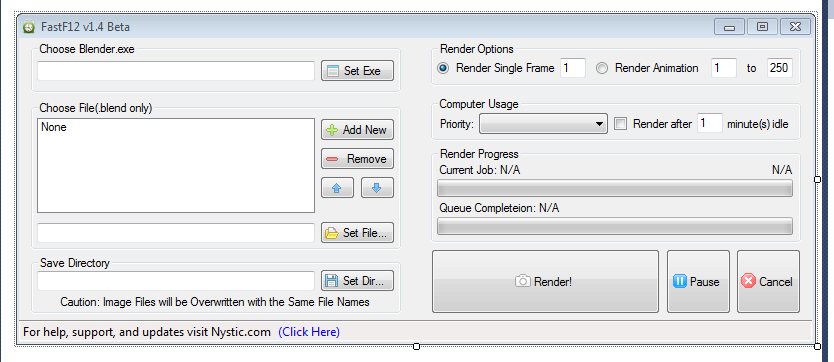 FastF12 v1.4 Beta
Choose Blender.exe
Set Exe
Choose File(.blend only)
None
Add New
Remove
Set File...
Save Directory
Set Dir...
Caution: Image Files will be Overwritten with the Same File Names
Render Options
Render Single Frame 1 Render Animation 1 to 250
Computer Usage
Priority: Render after 1 minute(s) idle
Render Progress
Current Job: N/A N/A
Queue Completeion: N/A
Render! Pause Cancel
For help, support, and updates visit Nystic.com (Click Here)